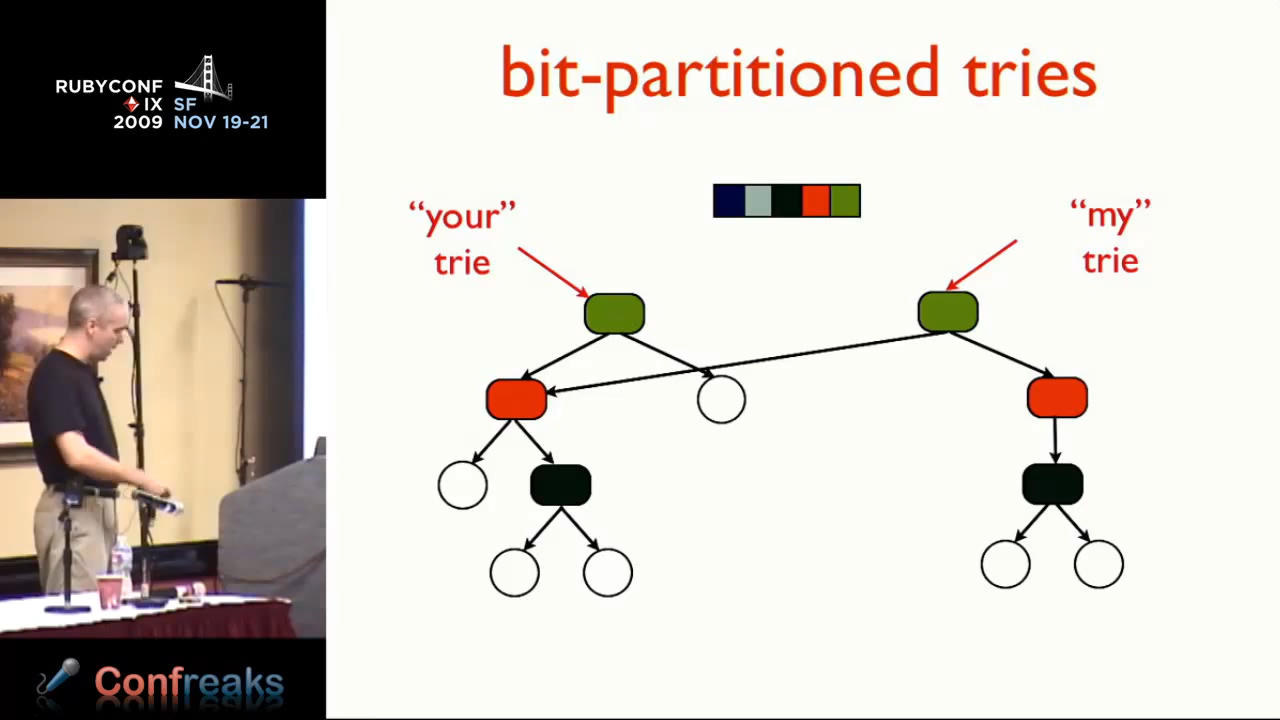 RUBYCONF
IX SF
2009 NOV 19-21
bit-partitioned tries
“your”
trie
“my”
trie
Confreaks